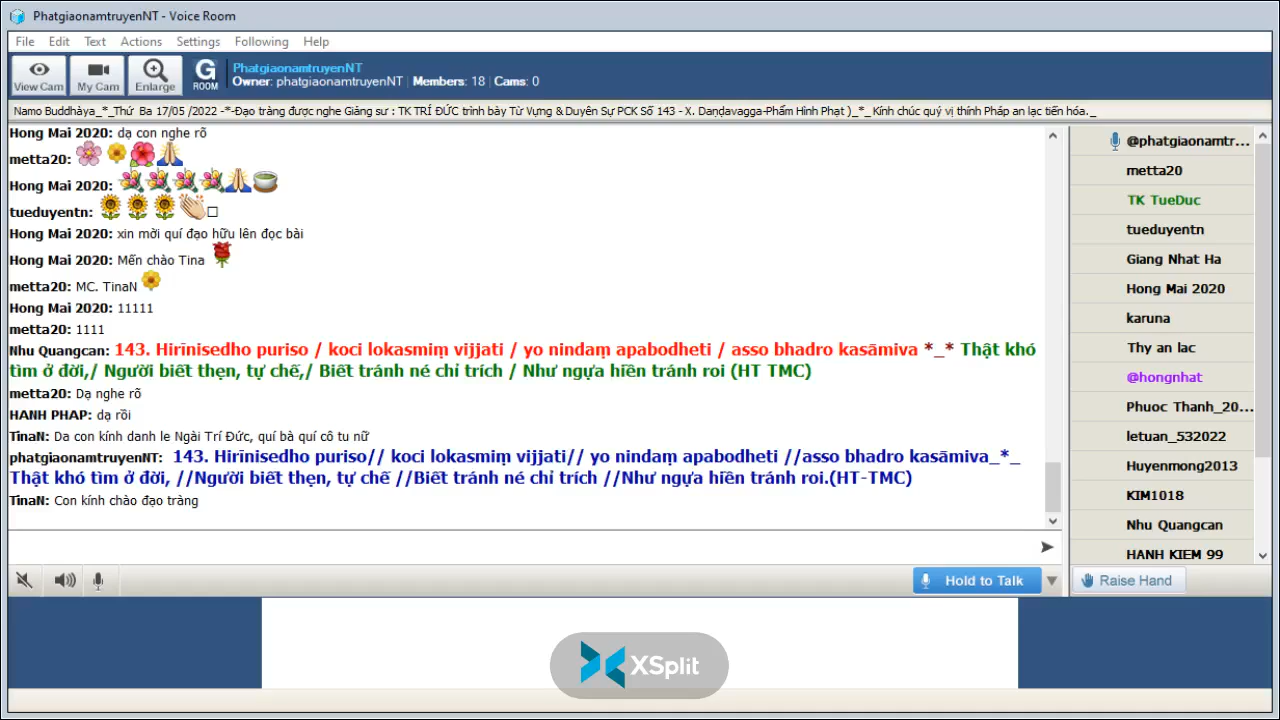 PhatgiaonamtruyenNT - Voice Room
File Edit Text Actions Settings Following Help
View Cam My Cam Enlarge G ROOM
PhatgiaonamtruyenNT
Owner: phatgiaonamtruyenNT | Members: 18 | Cams: 0
Namo Buddhàya_*_Thứ Ba 17/05 /2022 -*-Đạo tràng được nghe Giảng sư : TK TRÍ ĐỨC trình bày Từ Vựng & Duyên Sự PCK Số 143 - X. Daṇḍavagga-Phẩm Hình Phạt )_*_ Kính chúc quý vị thính Pháp an lạc tiến hóa._
Hong Mai 2020: dạ con nghe rõ
metta20:
Hong Mai 2020:
tueduyentn:
Hong Mai 2020: xin mời quí đạo hữu lên đọc bài
Hong Mai 2020: Mến chào Tina
metta20: MC. TinaN
Hong Mai 2020: 11111
metta20: 1111
Nhu Quangcan: 143. Hirīnisedho puriso / koci lokasmiṃ vijjati / yo nindaṃ apabodheti / asso bhadro kasāmiva *_* Thật khó
tìm ở đời,/ Người biết thẹn, tự chế,/ Biết tránh né chỉ trích / Như ngựa hiền tránh roi (HT TMC)
metta20: Dạ nghe rõ
HANH PHAP: dạ rồi
TinaN: Da con kính danh le Ngài Trí Đức, quí bà quí cô tu nữ
phatgiaonamtruyenNT: 143. Hirīnisedho puriso// koci lokasmiṃ vijjati// yo nindaṃ apabodheti //asso bhadro kasāmiva_*_
Thật khó tìm ở đời, //Người biết thẹn, tự chế //Biết tránh né chỉ trích //Như ngựa hiền tránh roi.(HT-TMC)
TinaN: Con kính chào đạo tràng
@phatgiaonamtr...
metta20
TK TueDuc
tueduyentn
Giang Nhat Ha
Hong Mai 2020
karuna
Thy an lac
@hongnhat
Phuoc Thanh_20...
letuan_532022
Huyenmong2013
KIM1018
Nhu Quangcan
HANH KIEM 99
Hold to Talk
Raise Hand
XSplit